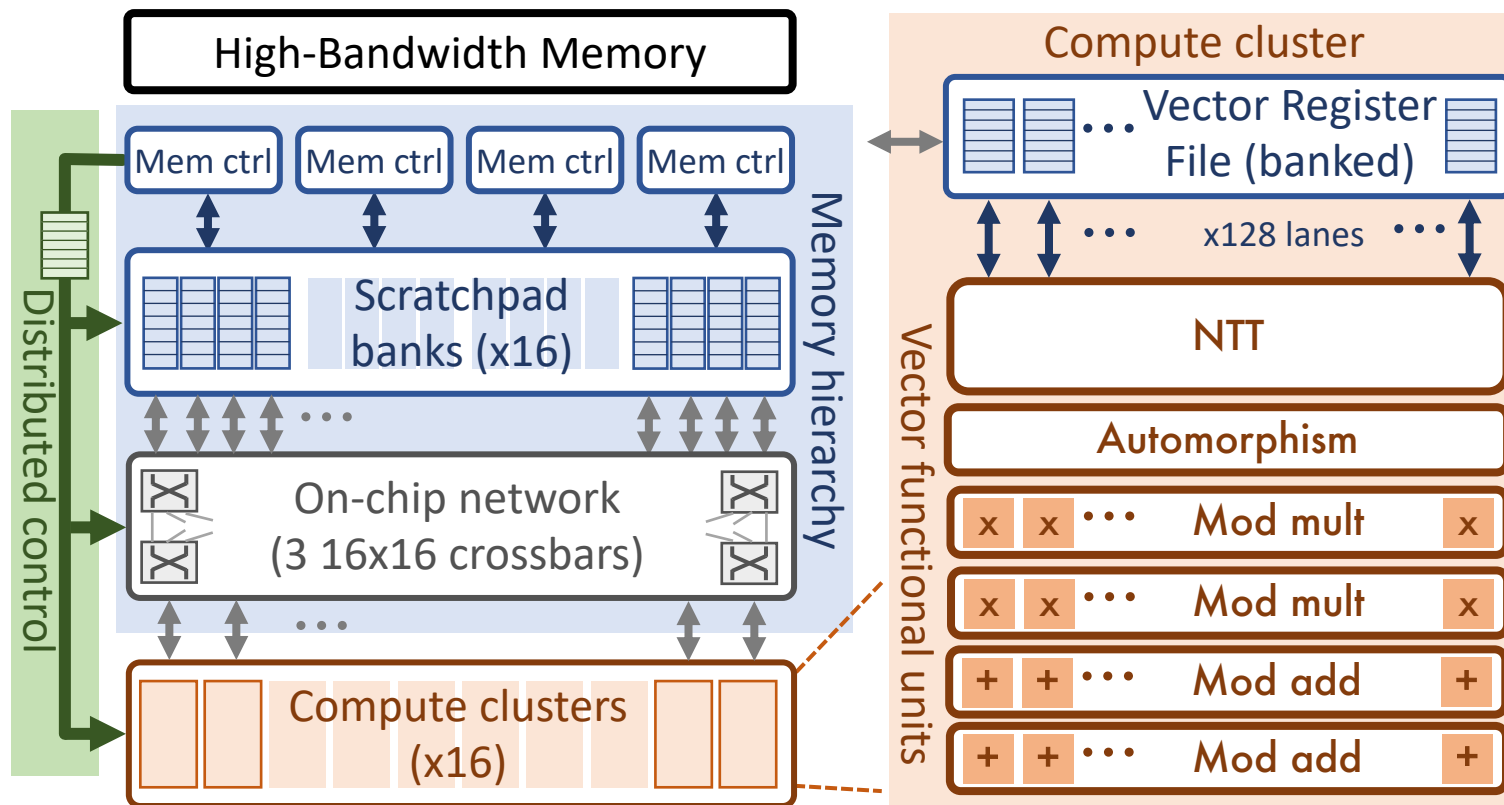 High-Bandwidth Memory
Distributed control
Mem ctrl
Mem ctrl
Mem ctrl
Mem ctrl
Memory hierarchy
Scratchpad
banks (x16)
...
On-chip network
(3 16x16 crossbars)
...
Compute clusters
(x16)
Compute cluster
... Vector Register
File (banked)
... x128 lanes ...
Vector functional units
NTT
Automorphism
x x ... Mod mult x
x x ... Mod mult x
+ + ... Mod add +
+ + ... Mod add +